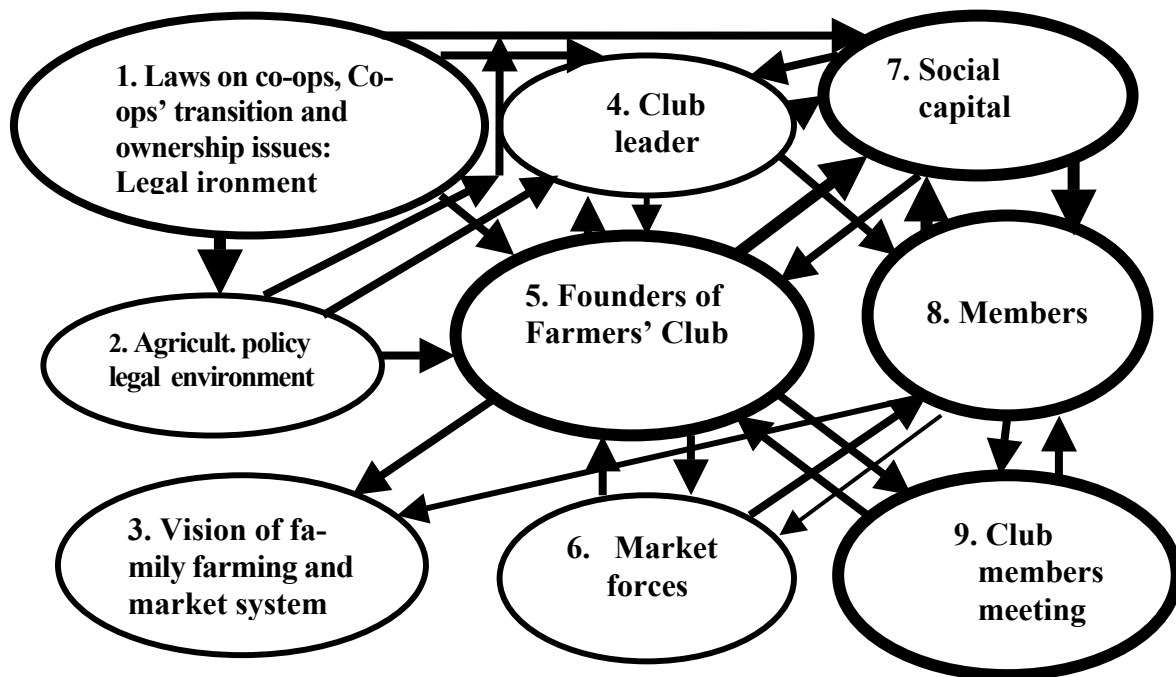 1. Laws on co-ops, Co-
ops’ transition and
ownership issues:
Legal ironment
7. Social
capital
4. Club
leader
5. Founders of
Farmers’ Club
8. Members
2. Agricult. policy
legal environment
3. Vision of fa-
mily farming and
market system
6. Market
forces
9. Club
members
meeting